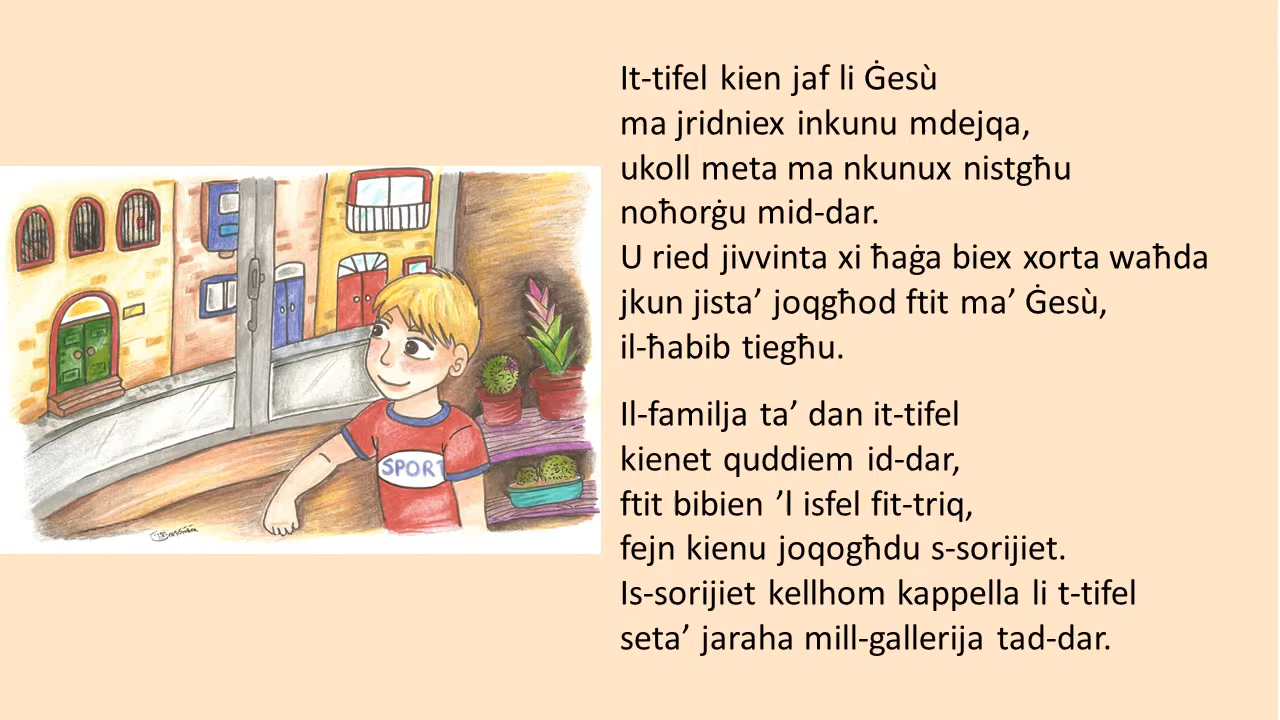 It-tifel kien jaf li Ġesù
ma jridniex inkunu mdejqa,
ukoll meta ma nkunux nistgħu
noħorġu mid-dar.
U ried jivvinta xi ħaġa biex xorta waħda
jkun jista’ joqgħod ftit ma’ Ġesù,
il-ħabib tiegħu.
Il-familja ta’ dan it-tifel
kienet quddiem id-dar,
ftit bibien ’l isfel fit-triq,
fejn kienu joqogħdu s-sorijiet.
Is-sorijiet kellhom kappella li t-tifel
seta’ jaraha mill-gallerija tad-dar.
SPORT